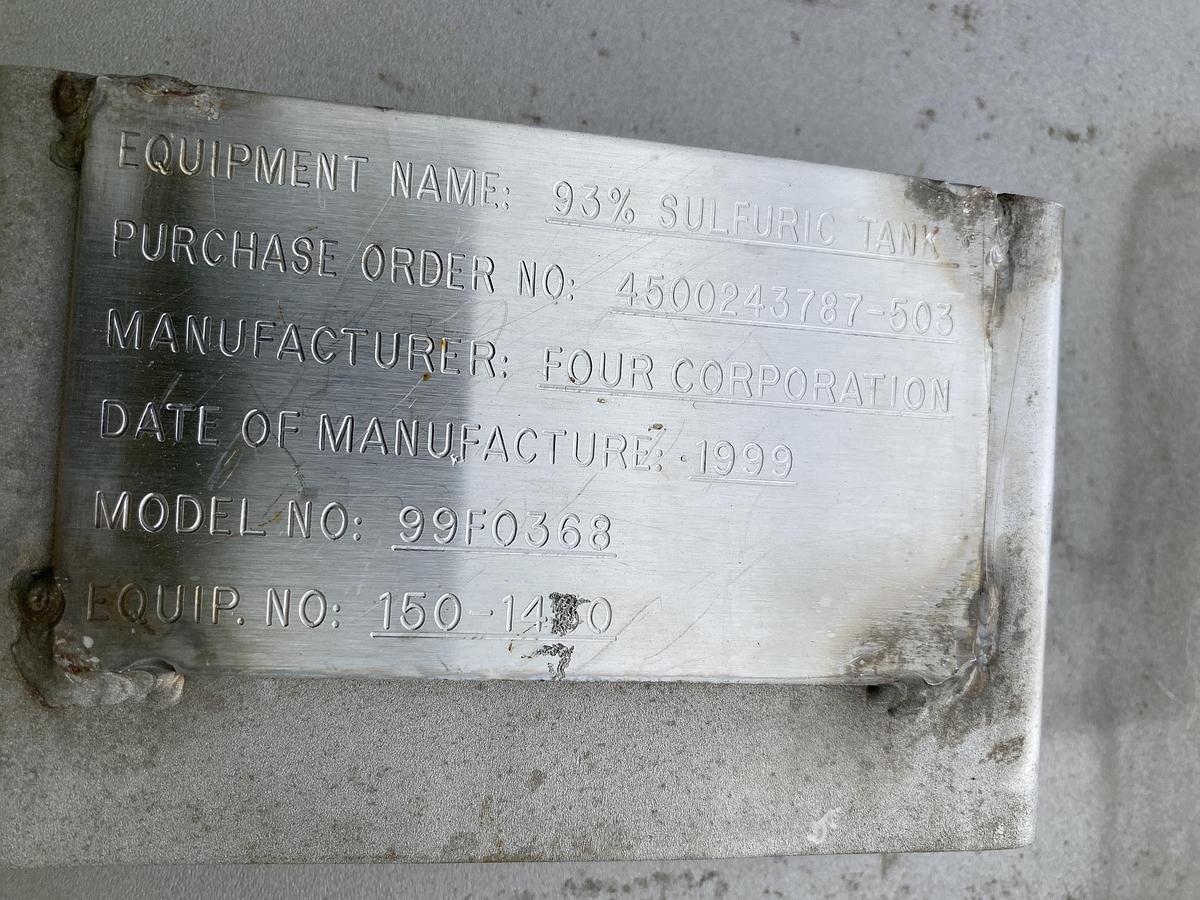 EQUIPMENT NAME: 93% SULFURIC TANK
PURCHASE ORDER NO: 4500243787-503
MANUFACTURER: FOUR CORPORATION
DATE OF MANUFACTURE: 1999
MODEL NO: 99F0368
EQUIP. NO: